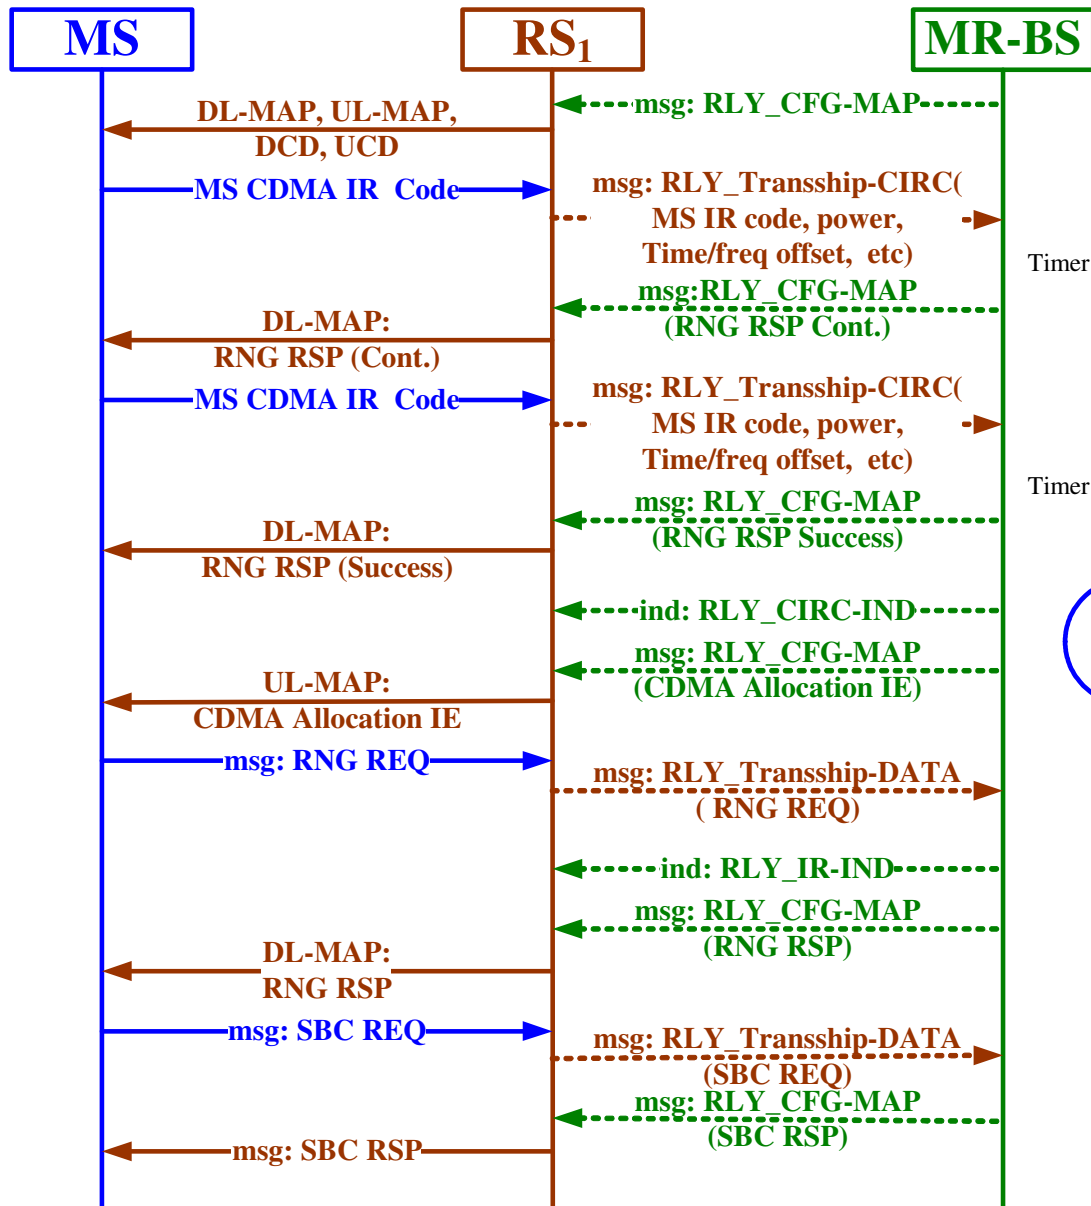 MS
RS₁
MR-BS
msg: RLY_CFG-MAP
DL-MAP, UL-MAP,
DCD, UCD
MS CDMA IR Code
msg: RLY_Transship-CIRC(
MS IR code, power,
Time/freq offset, etc)
Timer
msg:RLY_CFG-MAP
(RNG RSP Cont.)
DL-MAP:
RNG RSP (Cont.)
MS CDMA IR Code
msg: RLY_Transship-CIRC(
MS IR code, power,
Time/freq offset, etc)
Timer
msg: RLY_CFG-MAP
(RNG RSP Success)
DL-MAP:
RNG RSP (Success)
ind: RLY_CIRC-IND
msg: RLY_CFG-MAP
(CDMA Allocation IE)
UL-MAP:
CDMA Allocation IE
msg: RNG REQ
msg: RLY_Transship-DATA
( RNG REQ)
ind: RLY_IR-IND
msg: RLY_CFG-MAP
(RNG RSP)
DL-MAP:
RNG RSP
msg: SBC REQ
msg: RLY_Transship-DATA
(SBC REQ)
msg: RLY_CFG-MAP
(SBC RSP)
msg: SBC RSP